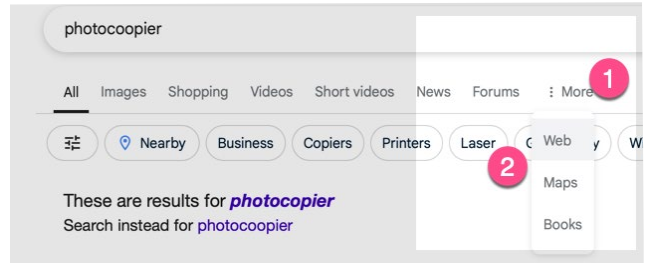 photocoopier
All Images Shopping Videos Short videos News Forums More
1
Nearby Business Copiers Printers Laser
2
Web
Maps
Books
These are results for photocopier
Search instead for photocoopier